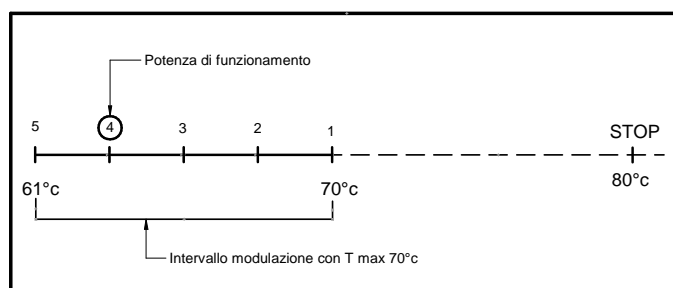 Potenza di funzionamento
5 4 3 2 1 STOP
61°c 70°c 80°c
Intervallo modulazione con T max 70°c